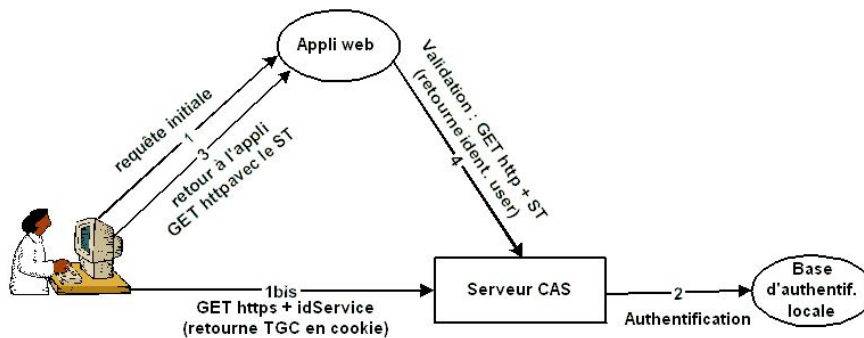 Appli web
requête initiale
1
3
retour à l'appli
GET httpavec le ST
Validation : GET http + ST
(retourne ident. user)
4
1bis
GET https + idService
(retourne TGC en cookie)
Serveur CAS
2
Authentification
Base
d'authentif.
locale